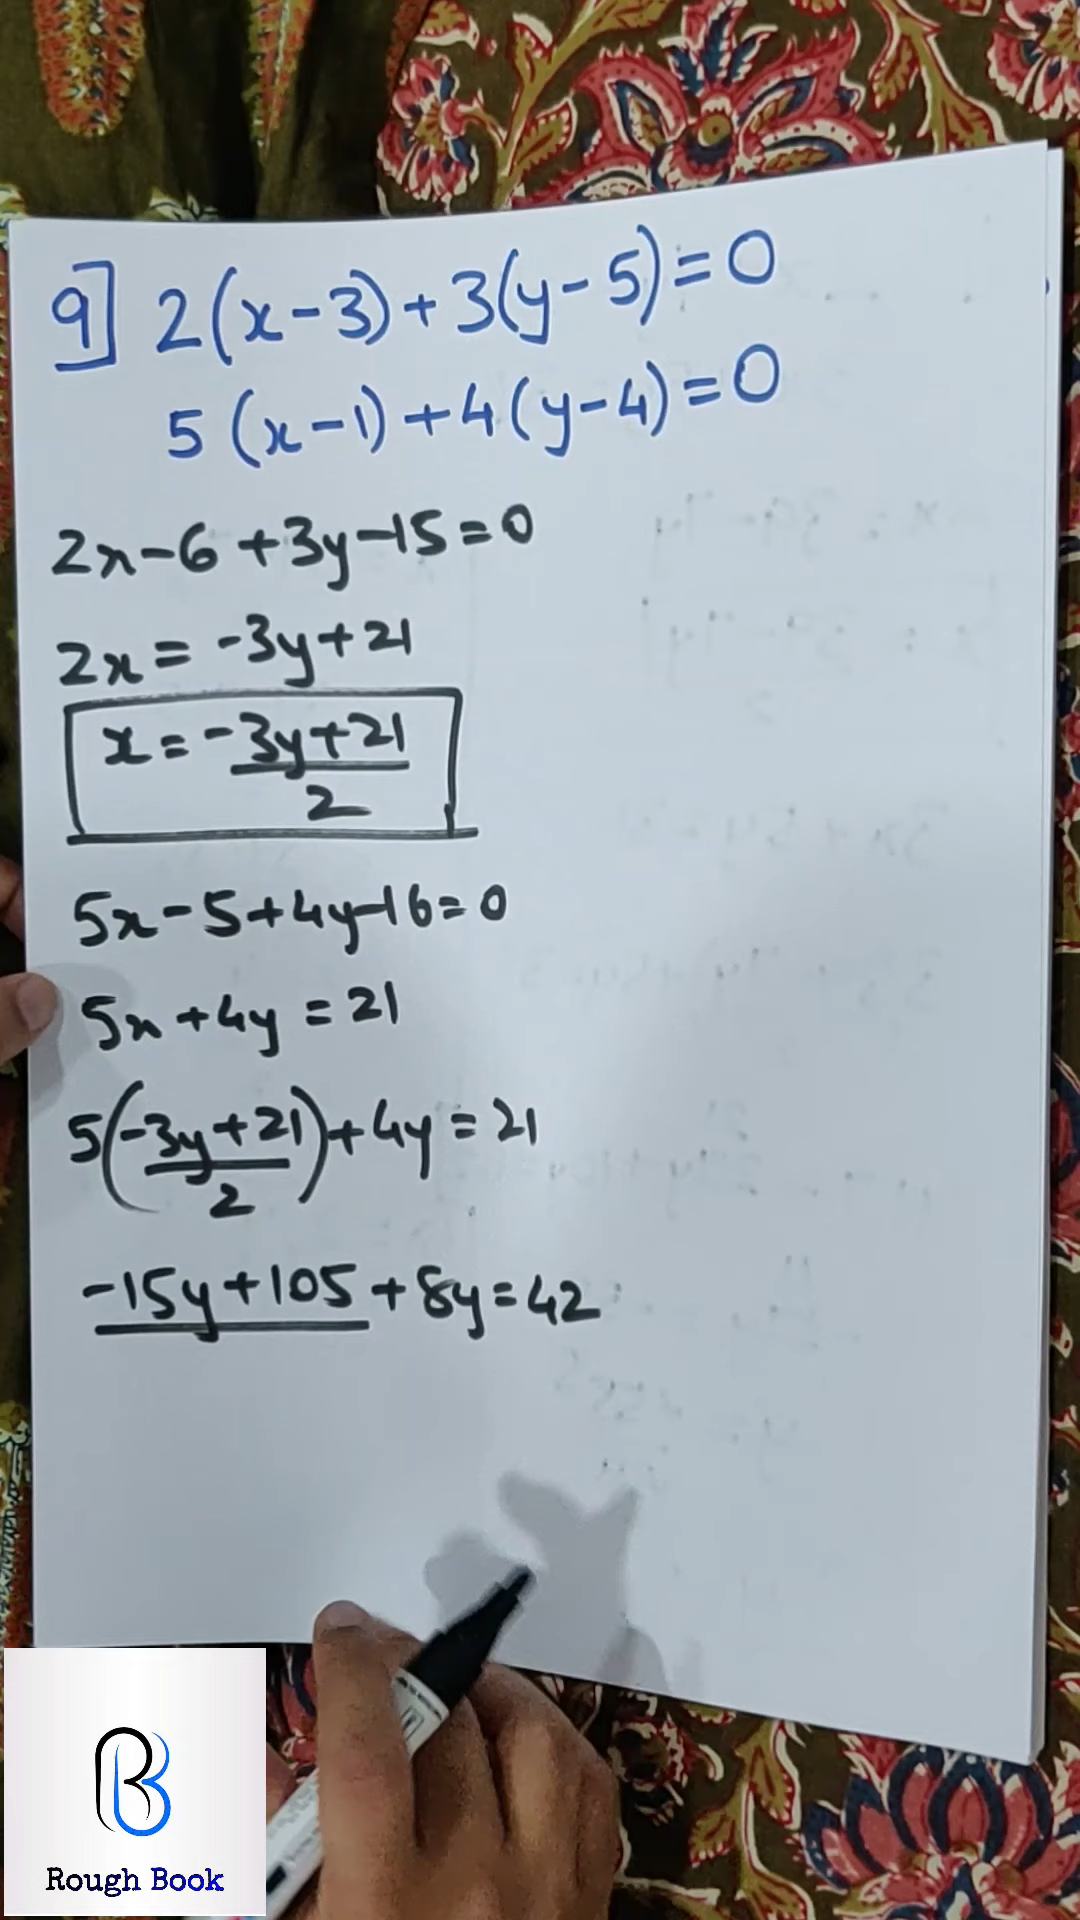 9] 2(x-3)+3(y-5)=0
5(x-1)+4(y-4)=0
2x-6+3y-15=0
2x=-3y+21
x=-3y+21
2
5x-5+4y-16=0
5x+4y=21
5(-3y+21)+4y=21
2
-15y+105+8y=42
Rough Book